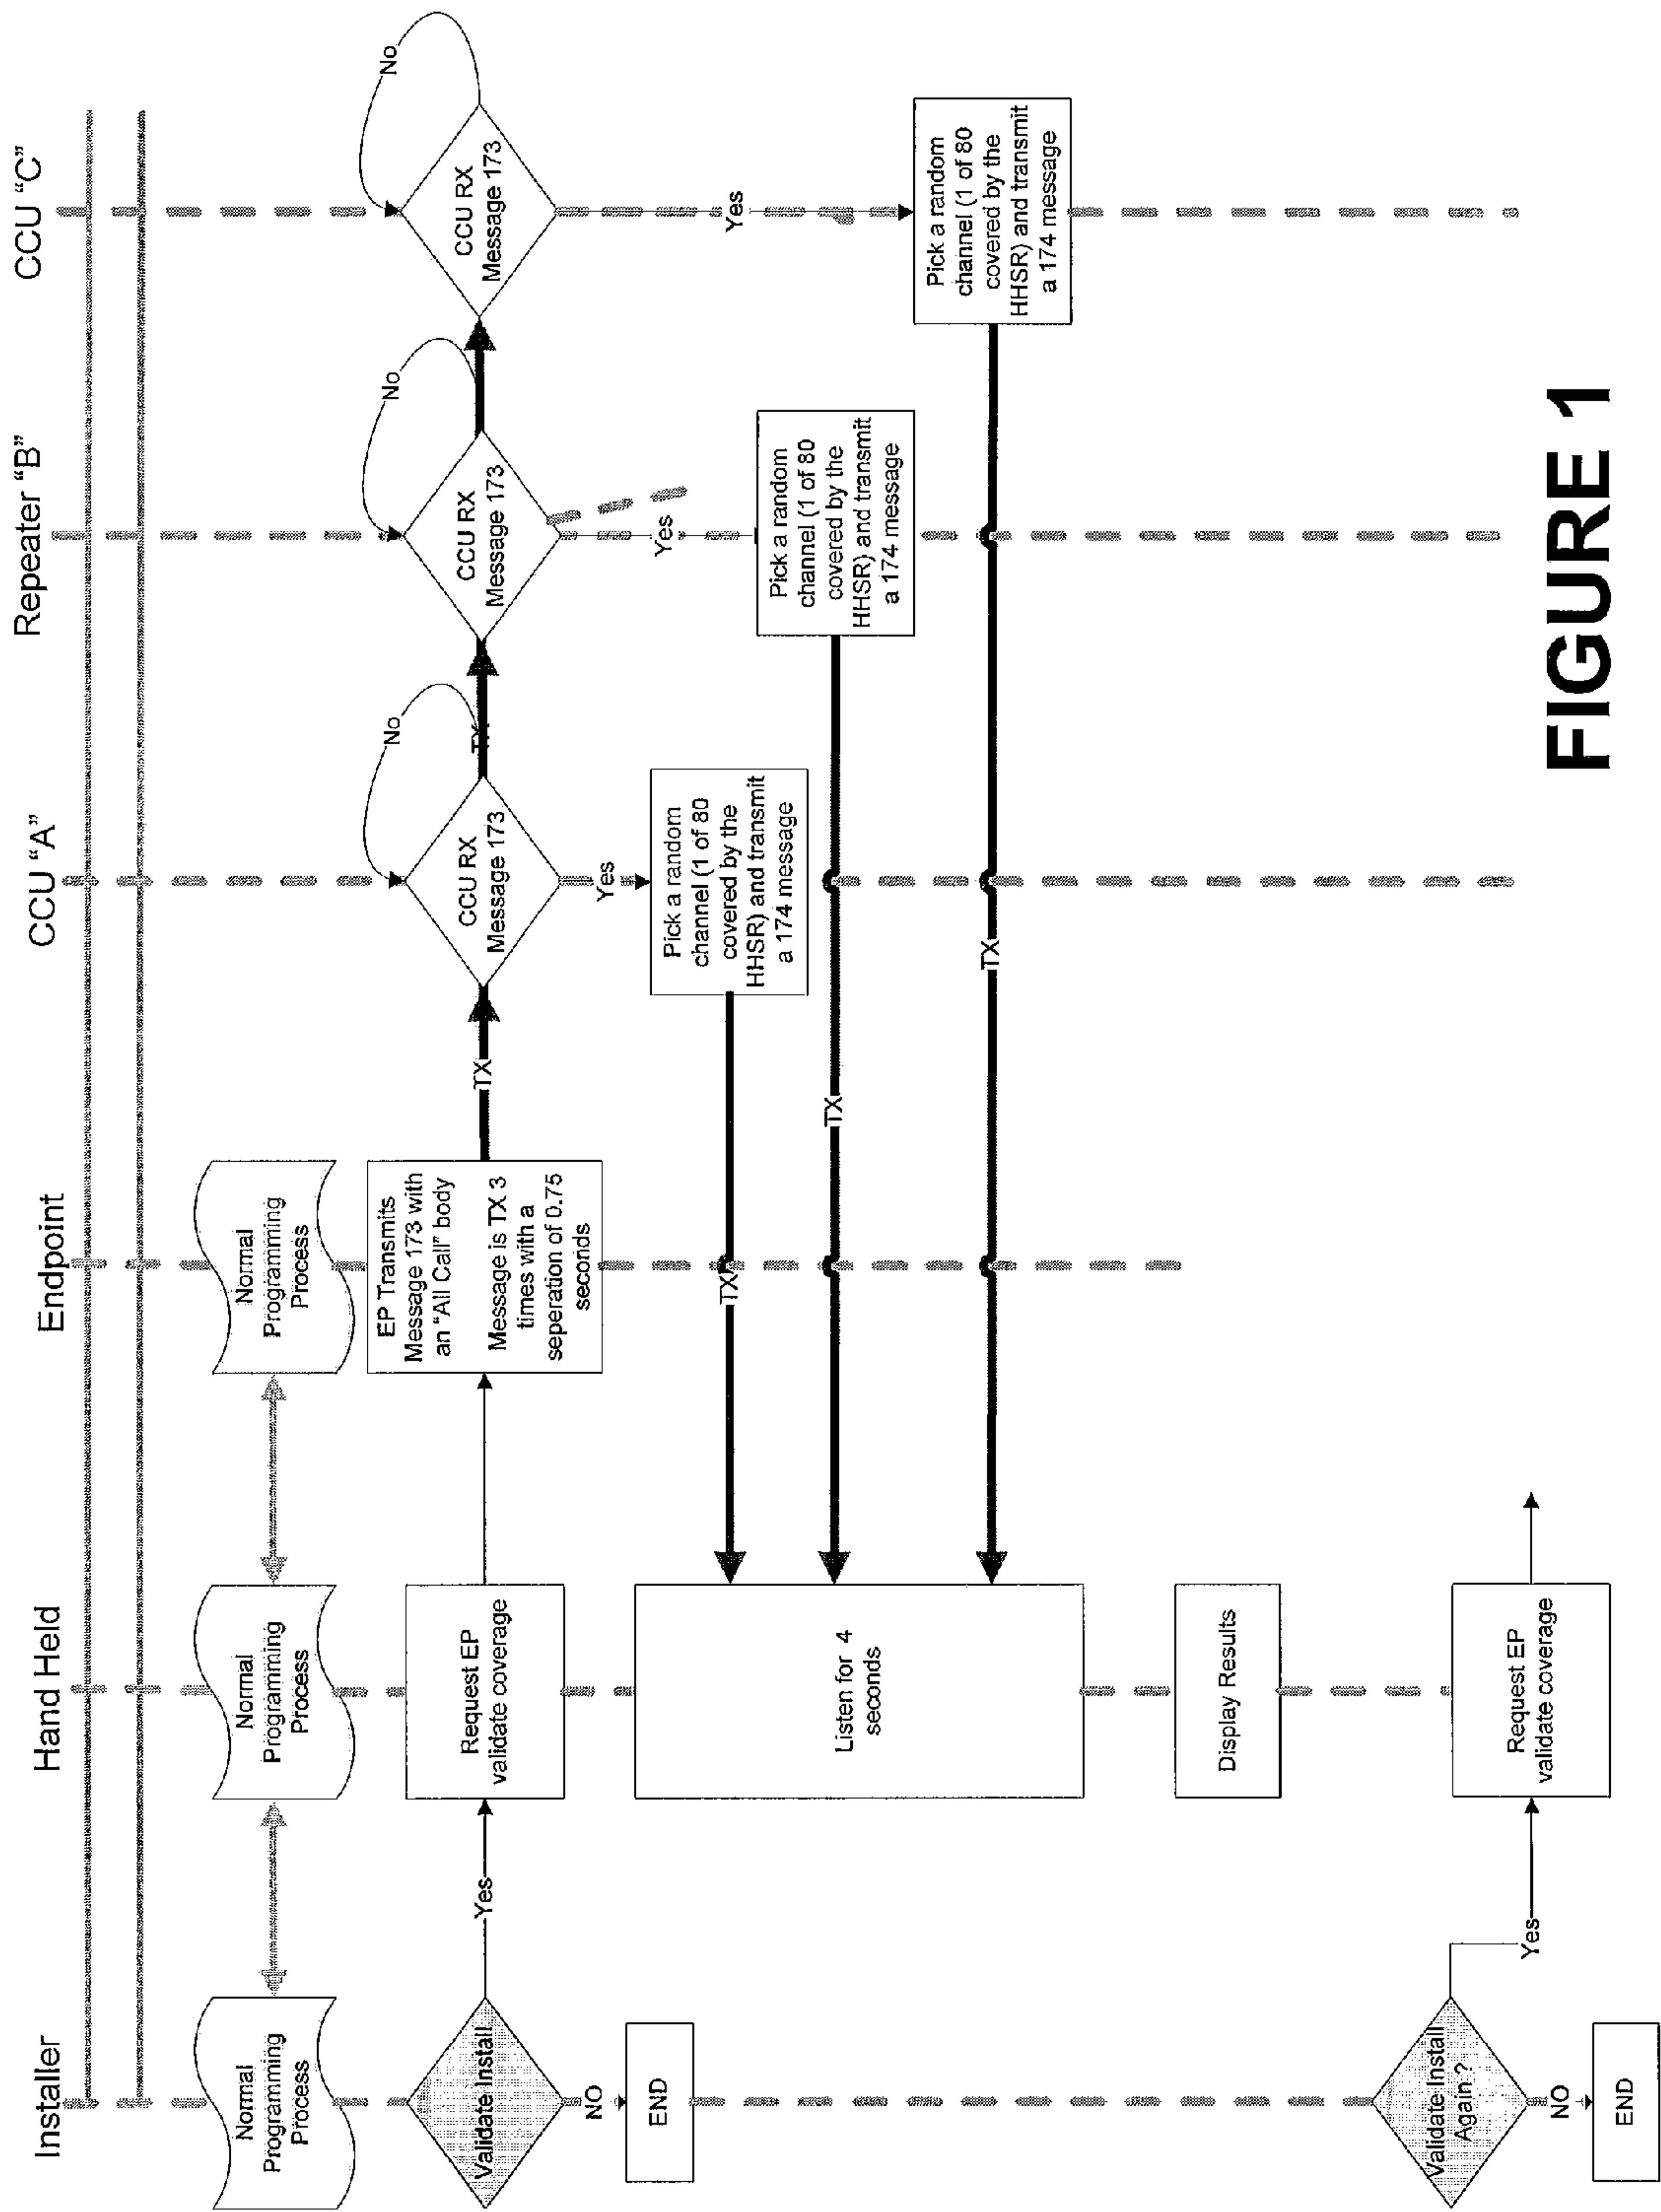 Installer
Hand Held
Endpoint
CCU “A”
Repeater “B”
CCU “C”
Normal
Programming
Process
Normal
Programming
Process
Normal
Programming
Process
Validate Install
Yes
NO
END
Request EP
validate coverage
EP Transmits
Message 173 with
an “All Call” body
Message is TX 3
times with a
seperation of 0.75
seconds
TX
CCU RX
Message 173
No
Yes
TX
CCU RX
Message 173
No
Yes
CCU RX
Message 173
No
Yes
Pick a random
channel (1 of 80
covered by the
HHSR) and transmit
a 174 message
TX
Pick a random
channel (1 of 80
covered by the
HHSR) and transmit
a 174 message
TX
Pick a random
channel (1 of 80
covered by the
HHSR) and transmit
a 174 message
TX
Listen for 4
seconds
Display Results
Validate Install
Again?
Yes
NO
END
Request EP
validate coverage
FIGURE 1